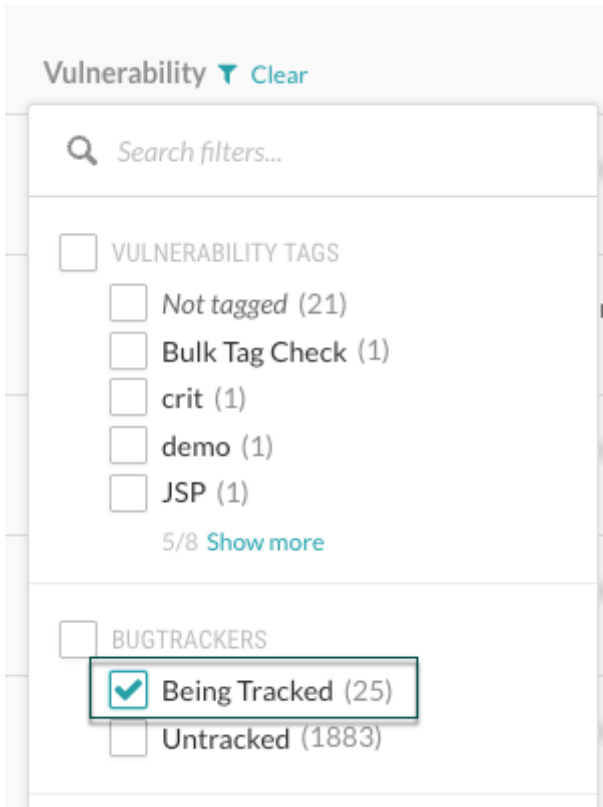 Vulnerability Clear
Search filters...
VULNERABILITY TAGS
Not tagged (21)
Bulk Tag Check (1)
crit (1)
demo (1)
JSP (1)
5/8 Show more
BUGTRACKERS
Being Tracked (25)
Untracked (1883)